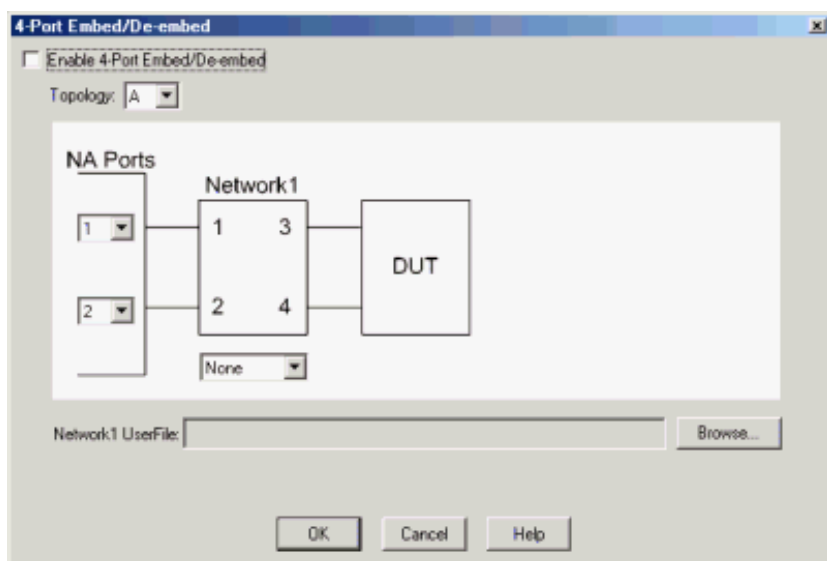 4-Port Embed/De-embed
Enable 4-Port Embed/De-embed
Topology: A
NA Ports
Network1
1 1 3
DUT
2 2 4
None
Network1 UserFile: Browse...
OK Cancel Help